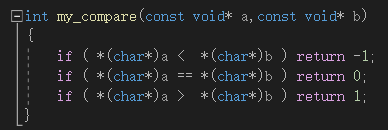 int my_compare(const void* a,const void* b)
{
if ( *(char*)a <  *(char*)b ) return -1;
if ( *(char*)a == *(char*)b ) return 0;
if ( *(char*)a >  *(char*)b ) return 1;
}